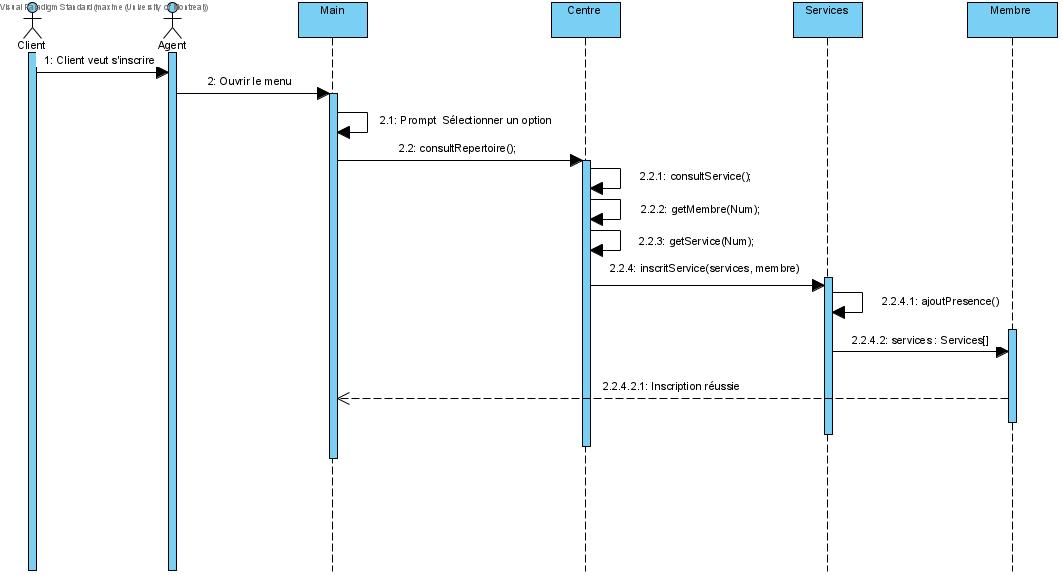 Visual Paradigm Standard(maxime (University of Montreal))
Main
Centre
Services
Membre
Client
Agent
1: Client veut s'inscrire
2: Ouvrir le menu
2.1: Prompt Sélectionner un option
2.2: consultRepertoire();
2.2.1: consultService();
2.2.2: getMembre(Num);
2.2.3: getService(Num);
2.2.4: inscritService(services, membre)
2.2.4.1: ajoutPresence()
2.2.4.2: services : Services[]
2.2.4.2.1: Inscription réussie